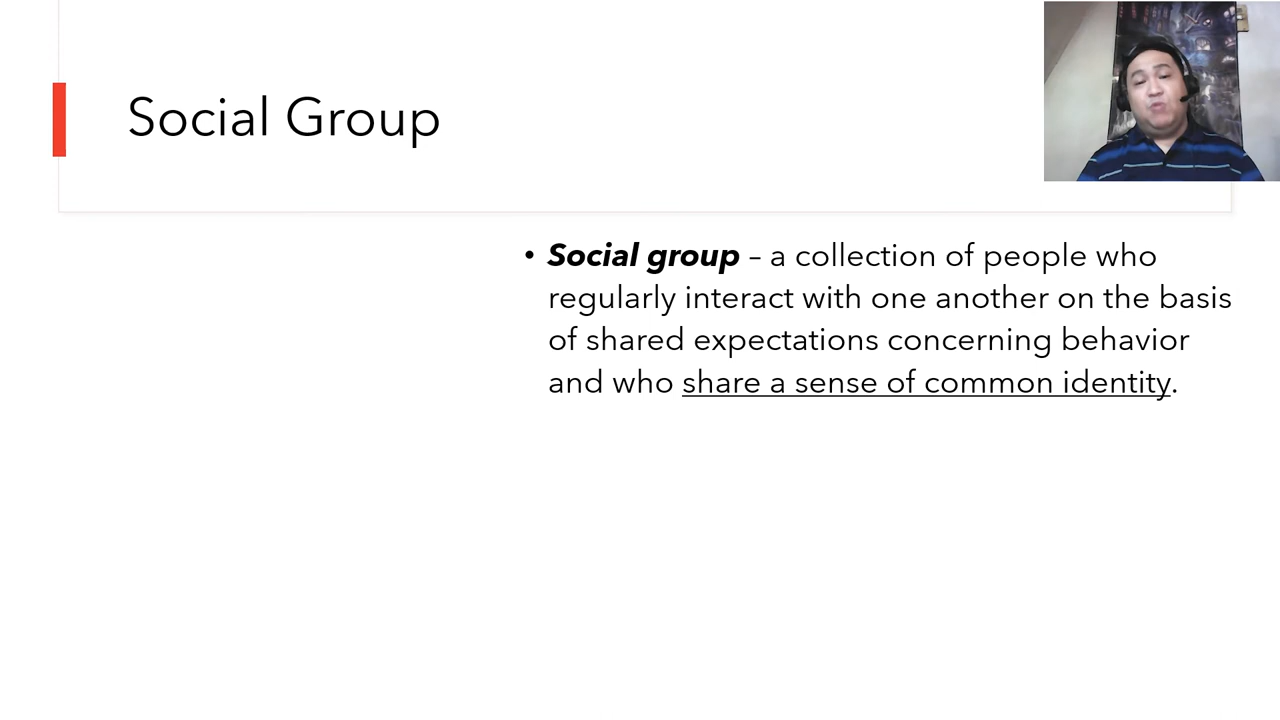 Social Group
• Social group – a collection of people who
regularly interact with one another on the basis
of shared expectations concerning behavior
and who share a sense of common identity.